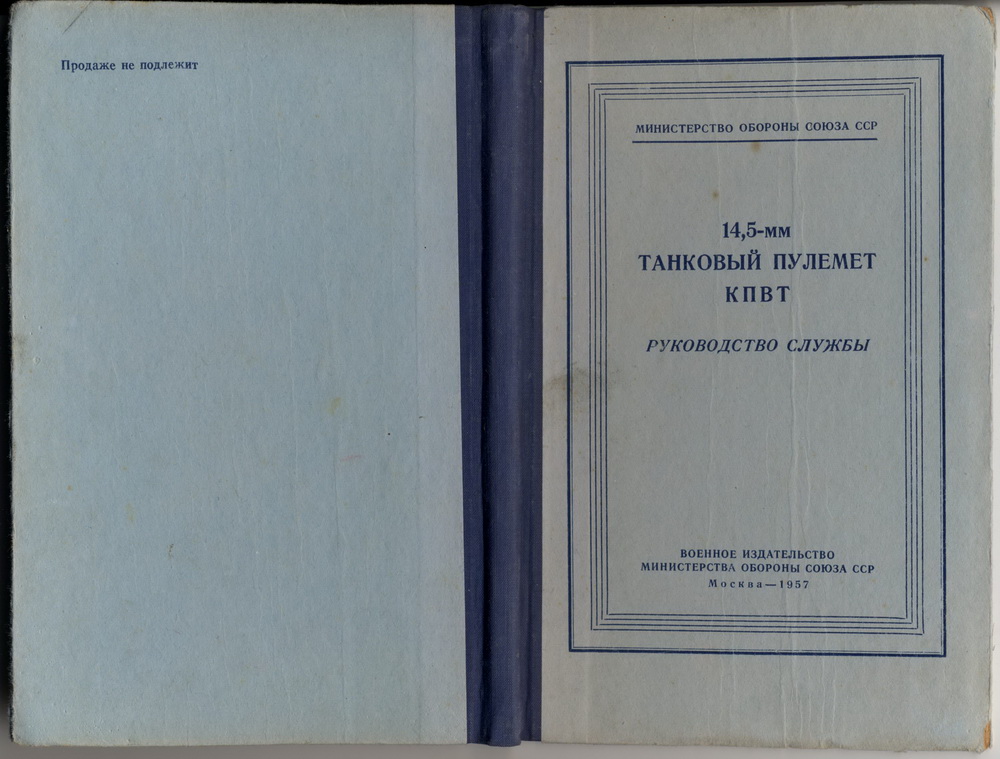 Продаже не подлежит
МИНИСТЕРСТВО ОБОРОНЫ СОЮЗА ССР
14,5-мм
ТАНКОВЫЙ ПУЛЕМЕТ
КПВТ
РУКОВОДСТВО СЛУЖБЫ
ВОЕННОЕ ИЗДАТЕЛЬСТВО
МИНИСТЕРСТВА ОБОРОНЫ СОЮЗА ССР
Москва—1957